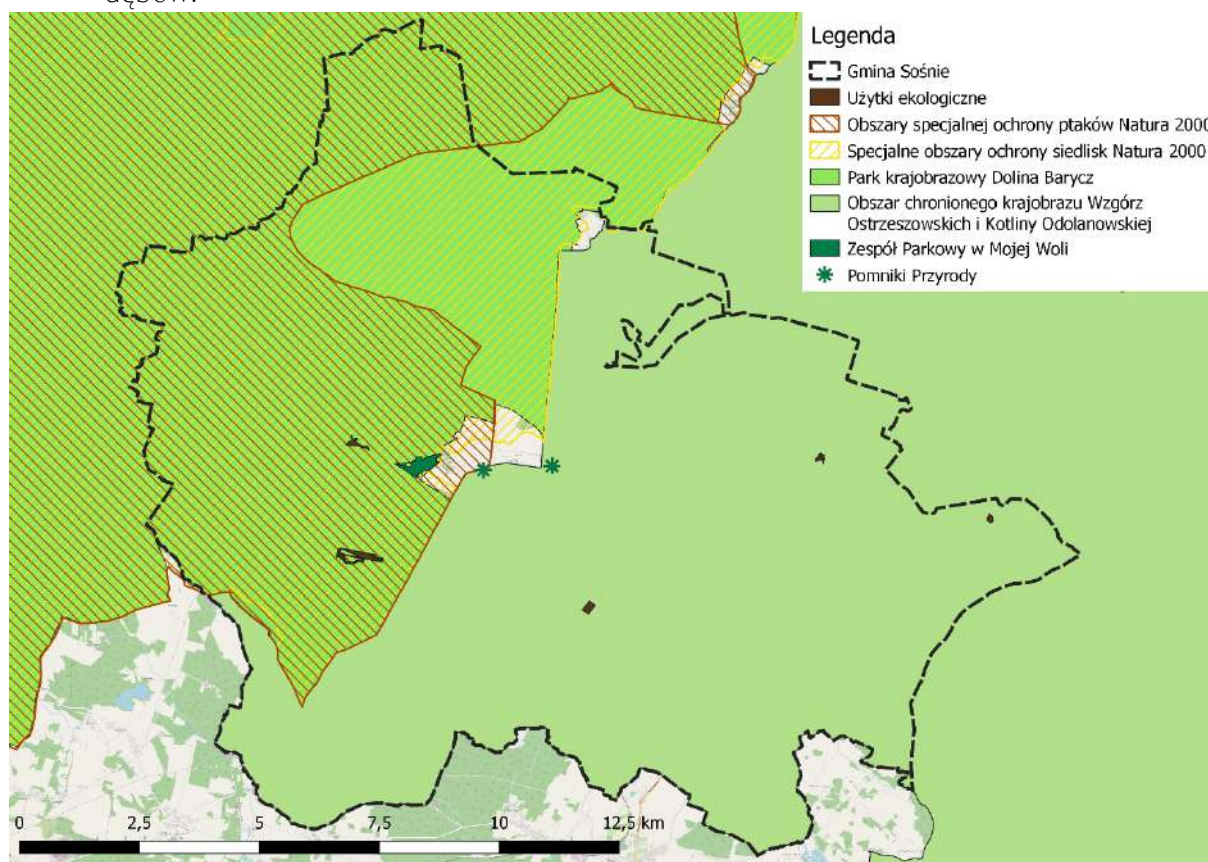 dębów.
Legenda
Gmina Sośnie
Użytki ekologiczne
Obszary specjalnej ochrony ptaków Natura 2000
Specjalne obszary ochrony siedlisk Natura 2000
Park krajobrazowy Dolina Barycz
Obszar chronionego krajobrazu Wzgórz
Ostrzeszowskich i Kotliny Odolanowskiej
Zespół Parkowy w Mojej Woli
Pomniki Przyrody
0 2,5 5 7,5 10 12,5 km